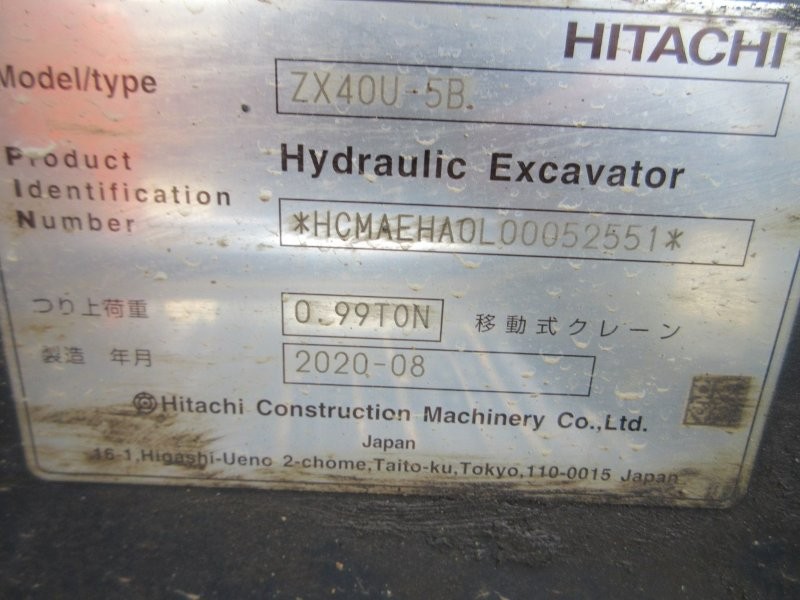 HITACHI
Model/type ZX40U-5B
Hydraulic Excavator
Product
Identification
Number *HCMAEHA0L00052551*
つり上荷重 0.99TON 移動式クレーン
製造 年月 2020-08
Hitachi Construction Machinery Co.,Ltd.
Japan
16-1,Higashi-Ueno 2-chome,Taito-ku,Tokyo,110-0015 Japan